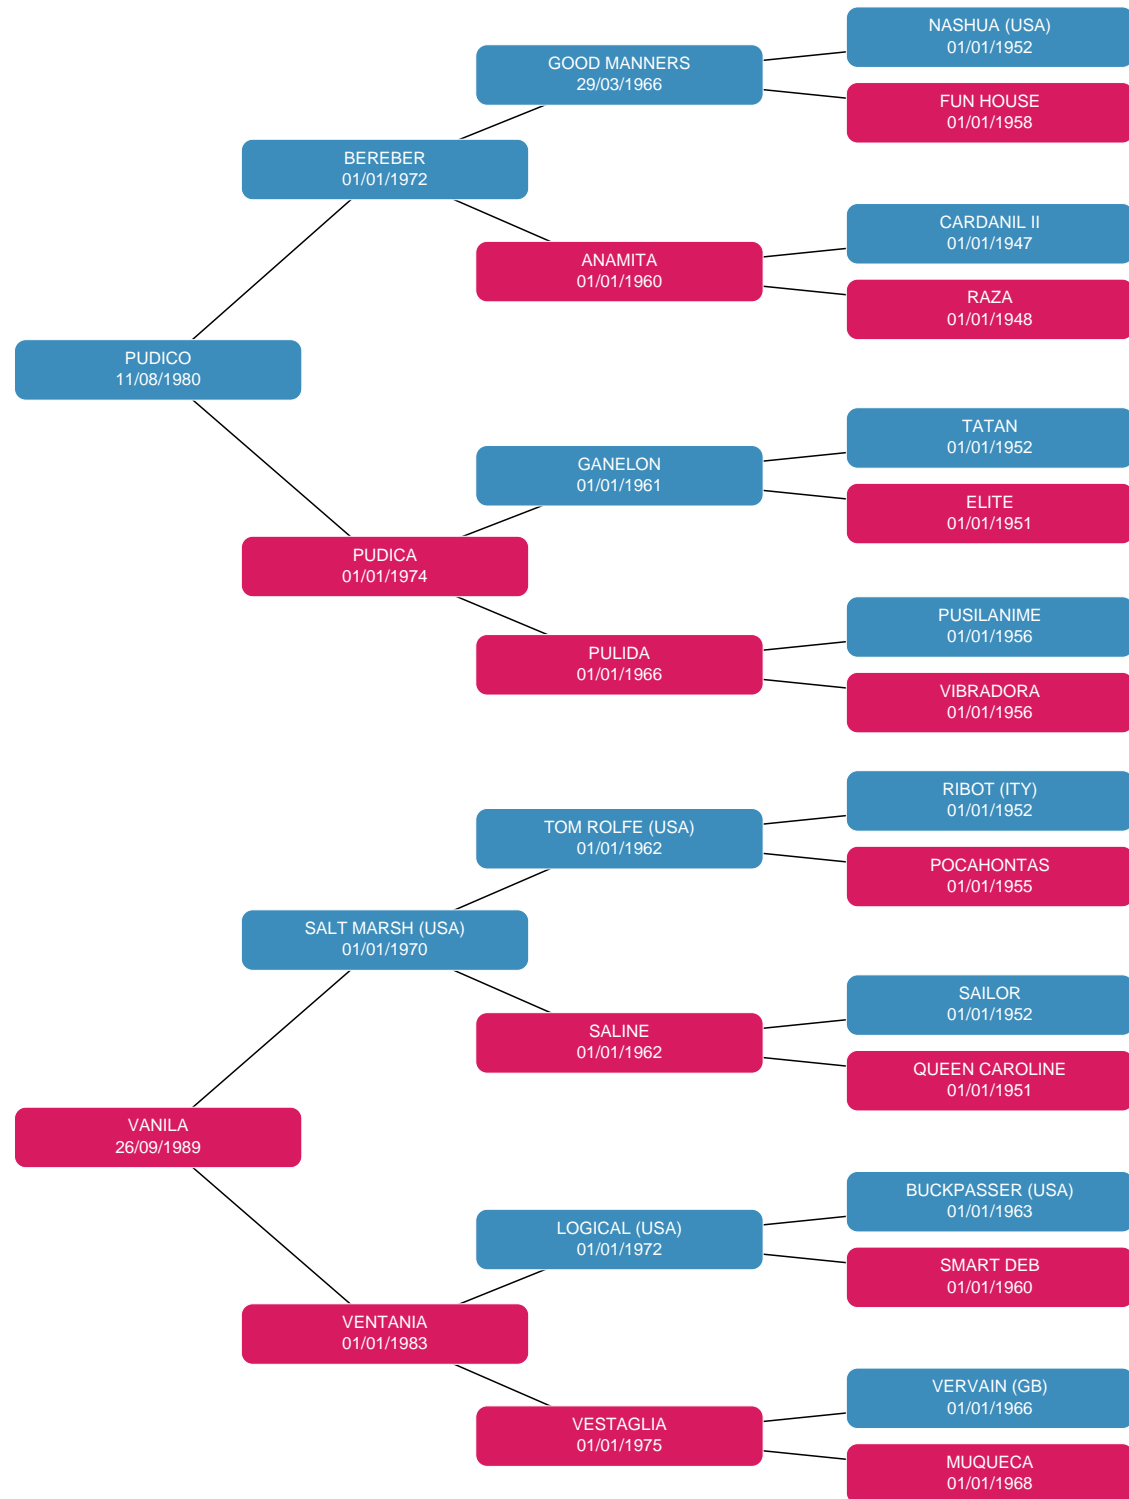 NASHUA (USA)
01/01/1952
GOOD MANNERS
29/03/1966
FUN HOUSE
01/01/1958
BEREBER
01/01/1972
CARDANIL II
01/01/1947
ANAMITA
01/01/1960
RAZA
01/01/1948
PUDICO
11/08/1980
TATAN
01/01/1952
GANELON
01/01/1961
ELITE
01/01/1951
PUDICA
01/01/1974
PUSILANIME
01/01/1956
PULIDA
01/01/1966
VIBRADORA
01/01/1956
RIBOT (ITY)
01/01/1952
TOM ROLFE (USA)
01/01/1962
POCAHONTAS
01/01/1955
SALT MARSH (USA)
01/01/1970
SAILOR
01/01/1952
SALINE
01/01/1962
QUEEN CAROLINE
01/01/1951
VANILA
26/09/1989
BUCKPASSER (USA)
01/01/1963
LOGICAL (USA)
01/01/1972
SMART DEB
01/01/1960
VENTANIA
01/01/1983
VERVAIN (GB)
01/01/1966
VESTAGLIA
01/01/1975
MUQUECA
01/01/1968